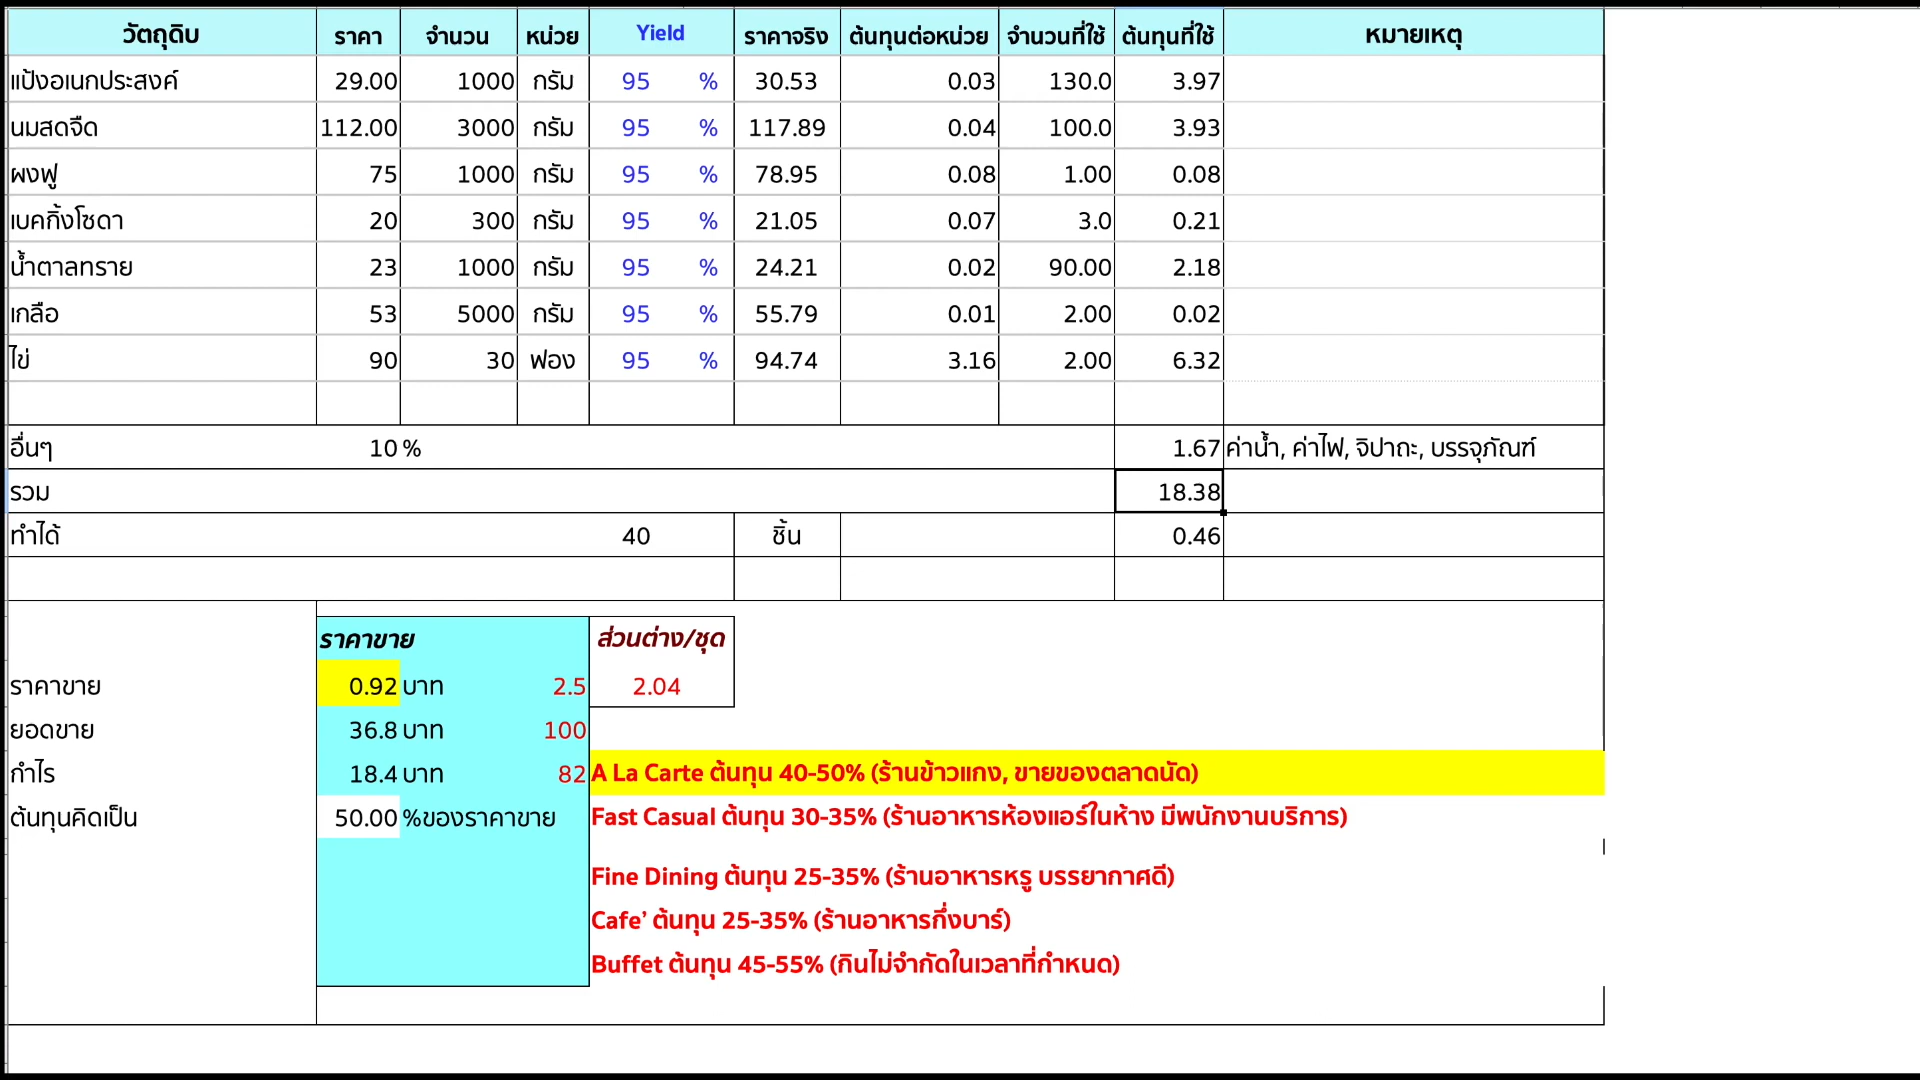 วัตถุดิบ ราคา จำนวน หน่วย Yield ราคาจริง ต้นทุนต่อหน่วย จำนวนที่ใช้ ต้นทุนที่ใช้ หมายเหตุ
แป้งอเนกประสงค์ 29.00 1000 กรัม 95 % 30.53 0.03 130.0 3.97
นมสดจืด 112.00 3000 กรัม 95 % 117.89 0.04 100.0 3.93
ผงฟู 75 1000 กรัม 95 % 78.95 0.08 1.00 0.08
เบคกิ้งโซดา 20 300 กรัม 95 % 21.05 0.07 3.0 0.21
น้ำตาลทราย 23 1000 กรัม 95 % 24.21 0.02 90.00 2.18
เกลือ 53 5000 กรัม 95 % 55.79 0.01 2.00 0.02
ไข่ 90 30 ฟอง 95 % 94.74 3.16 2.00 6.32
อื่นๆ 10 % 1.67 ค่าน้ำ, ค่าไฟ, จิปาถะ, บรรจุภัณฑ์
รวม 18.38
ทำได้ 40 ชิ้น 0.46
ราคาขาย ส่วนต่าง/ชุด
ราคาขาย 0.92 บาท 2.5 2.04
ยอดขาย 36.8 บาท 100
กำไร 18.4 บาท 82 A La Carte ต้นทุน 40-50% (ร้านข้าวแกง, ขายของตลาดนัด)
ต้นทุนคิดเป็น 50.00 %ของราคาขาย Fast Casual ต้นทุน 30-35% (ร้านอาหารห้องแอร์ในห้าง มีพนักงานบริการ)
Fine Dining ต้นทุน 25-35% (ร้านอาหารหรู บรรยากาศดี)
Cafe’ ต้นทุน 25-35% (ร้านอาหารกึ่งบาร์)
Buffet ต้นทุน 45-55% (กินไม่จำกัดในเวลาที่กำหนด)